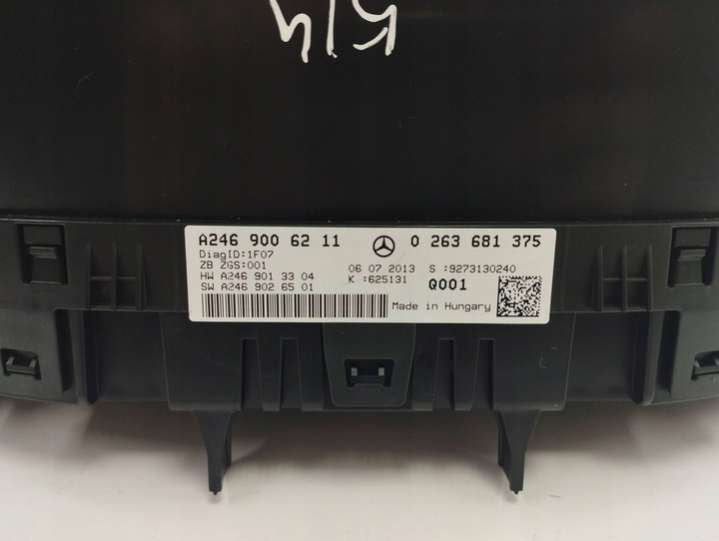 514
A246 900 62 11 0 263 681 375
DiagID:1F07
ZB ZGS:001
HW A246 901 33 04 06 07 2013 S :9273130240
SW A246 902 65 01 K :625131 Q001
Made in Hungary